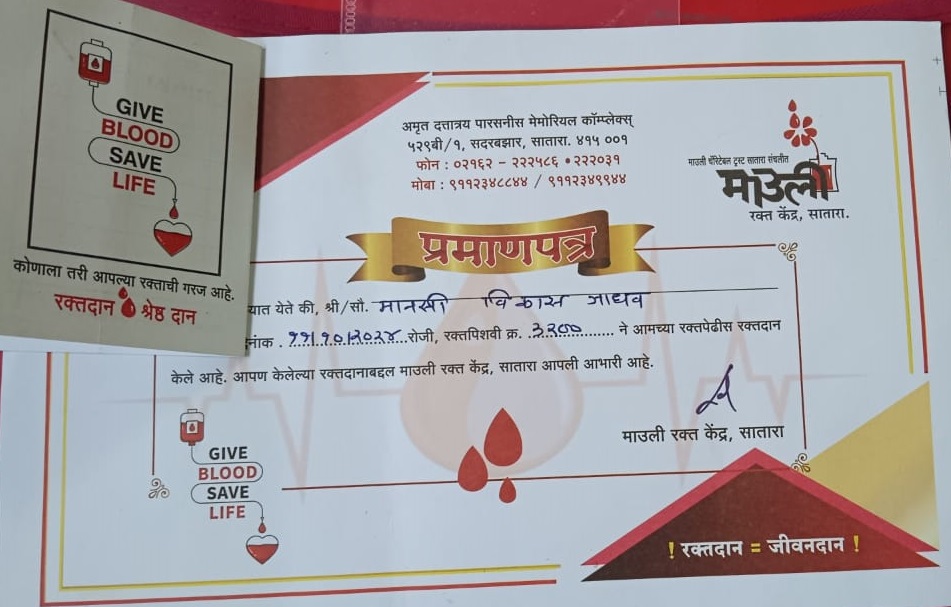 GIVE
BLOOD
SAVE
LIFE
कोणाला तरी आपल्या रक्ताची गरज आहे.
रक्तदान श्रेष्ठ दान
अमृत दत्तात्रय पारसनीस मेमोरियल कॉम्प्लेक्स्
५२९बी/१, सदरबझार, सातारा. ४१५ ००१
फोन : ०२१६२ - २२२५८६ • २२२०३१
मोबा : ९११२३४८८४४ / ९११२३४९९४४
माउली चॅरिटेबल ट्रस्ट सातारा संचलीत
माउली
रक्त केंद्र, सातारा.
प्रमाणपत्र
यात येते की, श्री/सौ. मानसी विकास जाधव
नांक . ११/१०/२०२४ रोजी, रक्तपिशवी क्र. ३२०० ने आमच्या रक्तपेढीस रक्तदान
केले आहे. आपण केलेल्या रक्तदानाबद्दल माउली रक्त केंद्र, सातारा आपली आभारी आहे.
माउली रक्त केंद्र, सातारा
GIVE
BLOOD
SAVE
LIFE
! रक्तदान = जीवनदान !